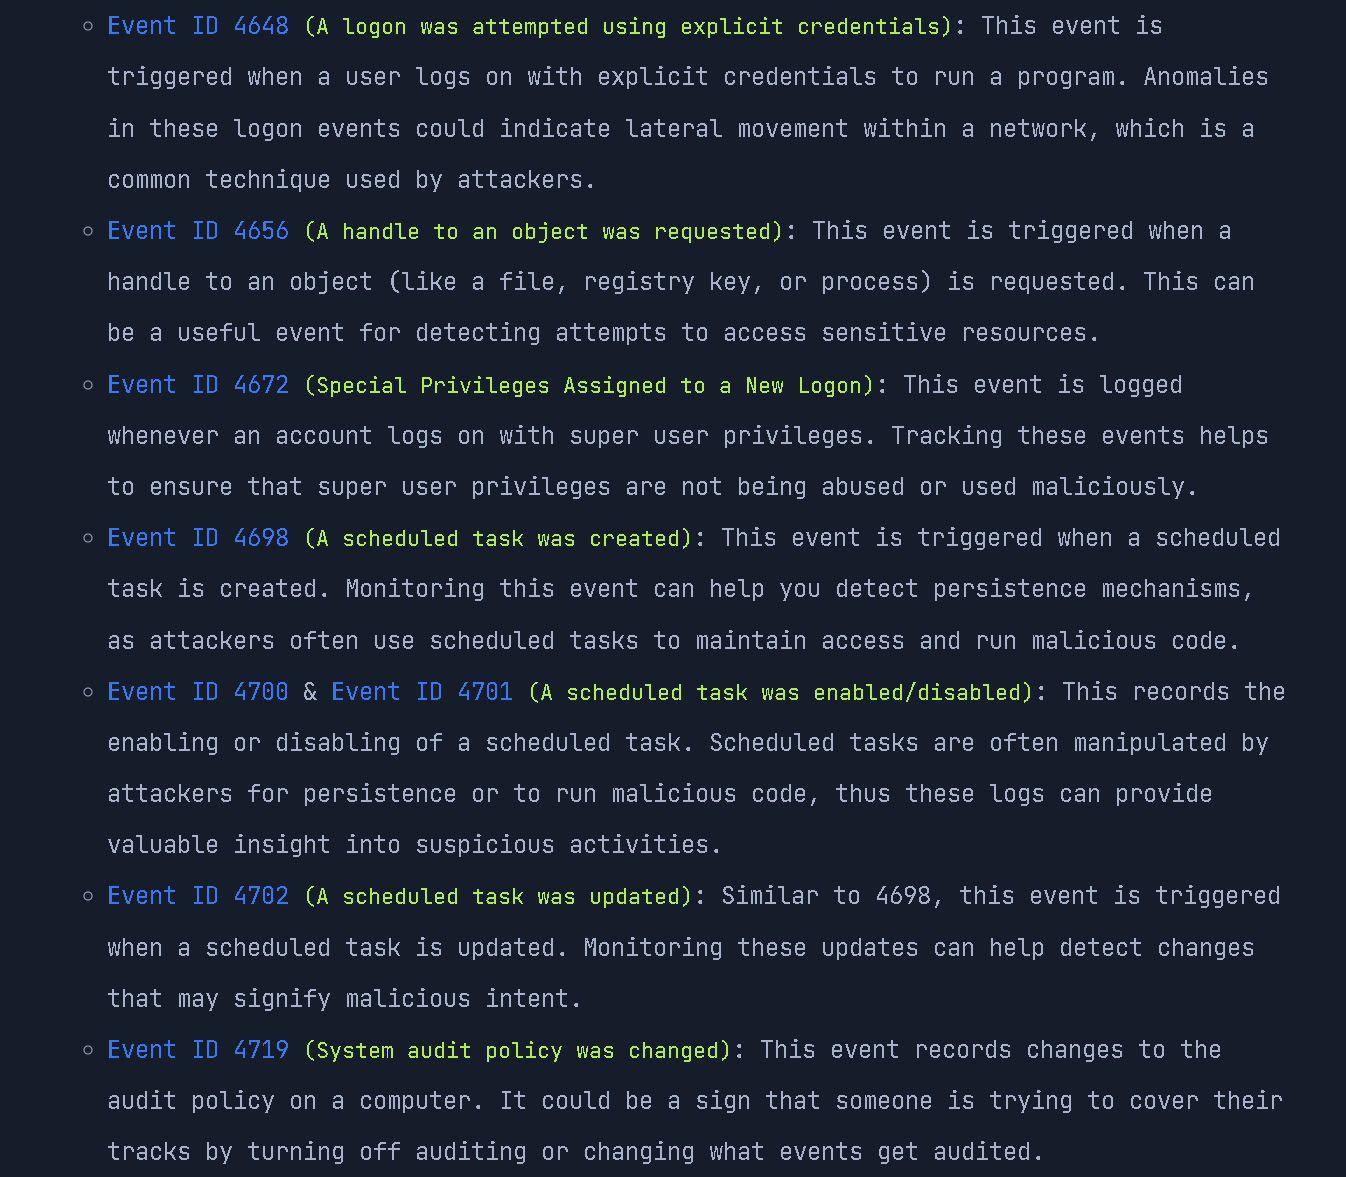 Event ID 4648 (A logon was attempted using explicit credentials): This event is
triggered when a user logs on with explicit credentials to run a program. Anomalies
in these logon events could indicate lateral movement within a network, which is a
common technique used by attackers.
Event ID 4656 (A handle to an object was requested): This event is triggered when a
handle to an object (like a file, registry key, or process) is requested. This can
be a useful event for detecting attempts to access sensitive resources.
Event ID 4672 (Special Privileges Assigned to a New Logon): This event is logged
whenever an account logs on with super user privileges. Tracking these events helps
to ensure that super user privileges are not being abused or used maliciously.
Event ID 4698 (A scheduled task was created): This event is triggered when a scheduled
task is created. Monitoring this event can help you detect persistence mechanisms,
as attackers often use scheduled tasks to maintain access and run malicious code.
Event ID 4700 & Event ID 4701 (A scheduled task was enabled/disabled): This records the
enabling or disabling of a scheduled task. Scheduled tasks are often manipulated by
attackers for persistence or to run malicious code, thus these logs can provide
valuable insight into suspicious activities.
Event ID 4702 (A scheduled task was updated): Similar to 4698, this event is triggered
when a scheduled task is updated. Monitoring these updates can help detect changes
that may signify malicious intent.
Event ID 4719 (System audit policy was changed): This event records changes to the
audit policy on a computer. It could be a sign that someone is trying to cover their
tracks by turning off auditing or changing what events get audited.